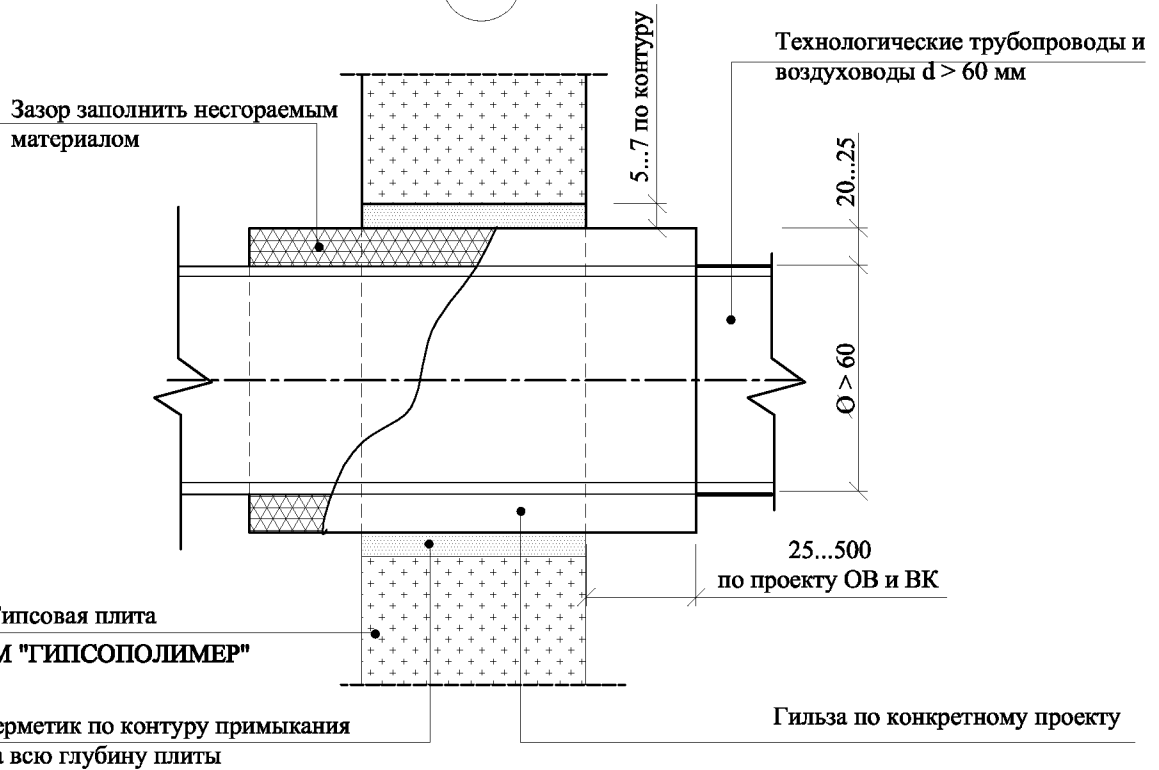 Технологические трубопроводы и
воздуховоды d > 60 мм
Зазор заполнить несгораемым
материалом
5...7 по контуру
20...25
Ø > 60
25...500
по проекту ОВ и ВК
ипсовая плита
М "ГИПСОПОЛИМЕР"
Гильза по конкретному проекту
ерметик по контуру примыкания
а всю глубину плиты